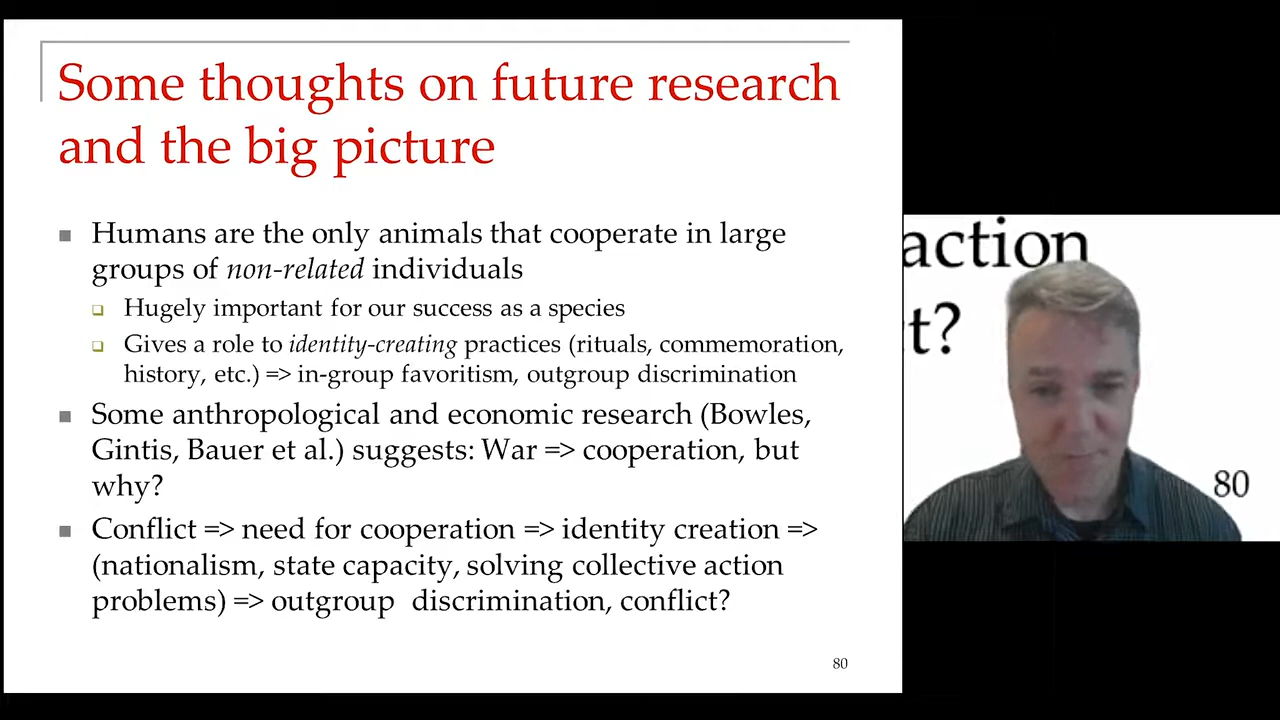 Some thoughts on future research
and the big picture
Humans are the only animals that cooperate in large
groups of non-related individuals
Hugely important for our success as a species
Gives a role to identity-creating practices (rituals, commemoration,
history, etc.) => in-group favoritism, outgroup discrimination
Some anthropological and economic research (Bowles,
Gintis, Bauer et al.) suggests: War => cooperation, but
why?
Conflict => need for cooperation => identity creation =>
(nationalism, state capacity, solving collective action
problems) => outgroup discrimination, conflict?
80
action
t?
80